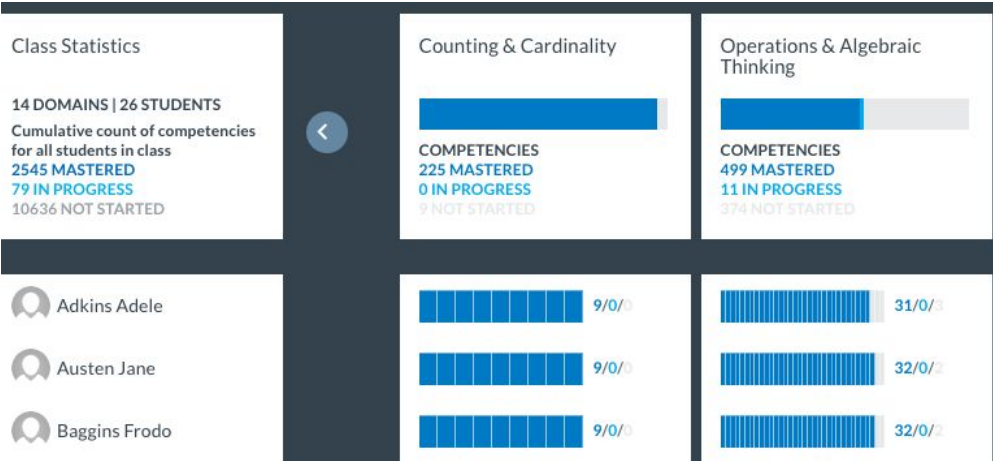 Class Statistics
14 DOMAINS | 26 STUDENTS
Cumulative count of competencies
for all students in class
2545 MASTERED
79 IN PROGRESS
10636 NOT STARTED
Counting & Cardinality
COMPETENCIES
225 MASTERED
0 IN PROGRESS
9 NOT STARTED
Operations & Algebraic
Thinking
COMPETENCIES
499 MASTERED
11 IN PROGRESS
374 NOT STARTED
Adkins Adele
9/0/0
31/0/3
Austen Jane
9/0/0
32/0/2
Baggins Frodo
9/0/0
32/0/2